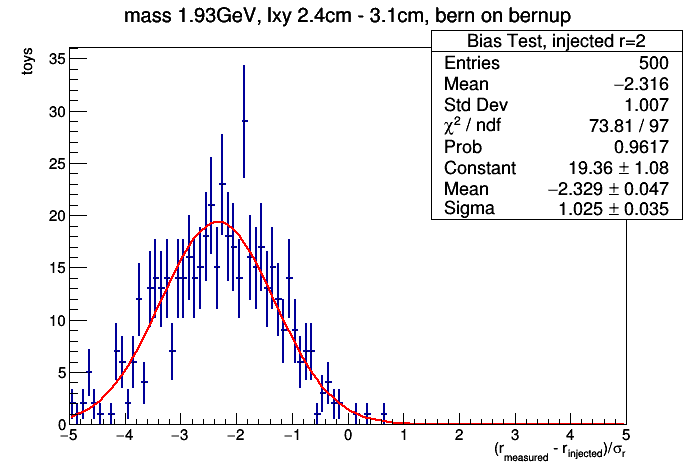 mass 1.93GeV, lxy 2.4cm - 3.1cm, bern on bernup
toys
Bias Test, injected r=2
Entries 500
Mean −2.316
Std Dev 1.007
χ² / ndf 73.81 / 97
Prob 0.9617
Constant 19.36 ± 1.08
Mean −2.329 ± 0.047
Sigma 1.025 ± 0.035
35
30
25
20
15
10
5
0
−5 −4 −3 −2 −1 0 1 2 3 4 5
(r_measured - r_injected)/σ_r